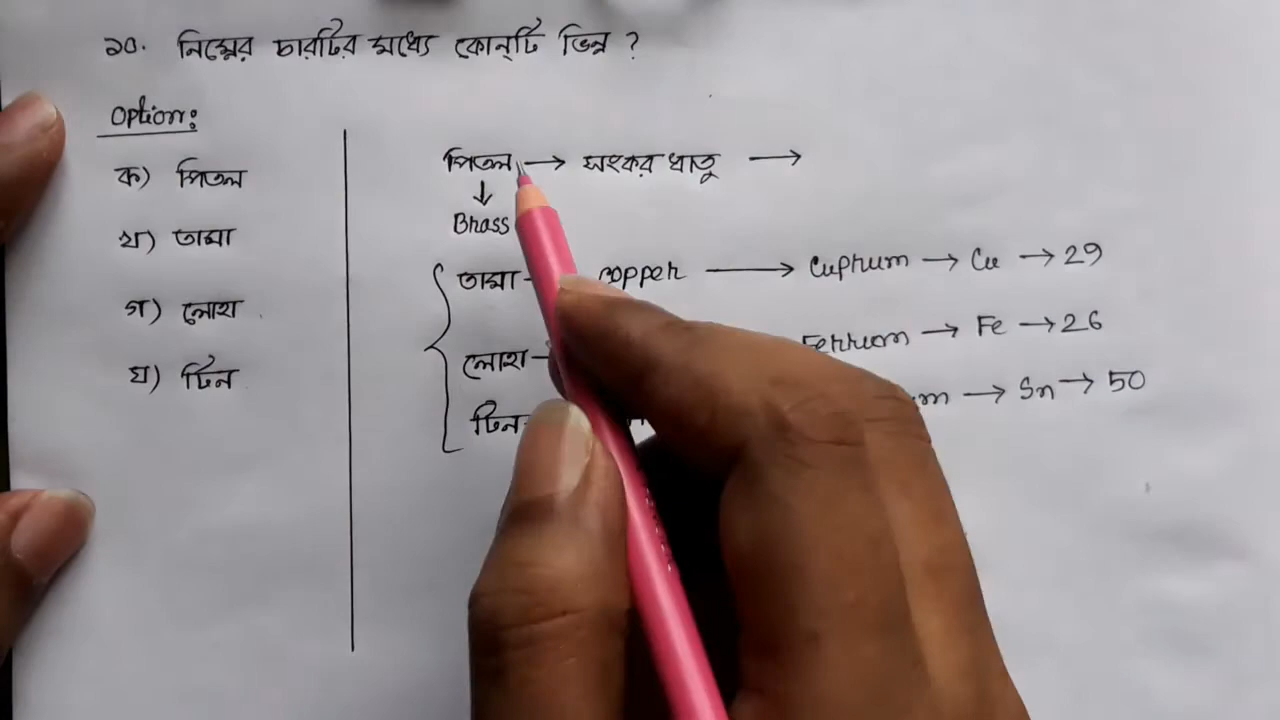 ১০. নিম্নের চারটির মধ্যে কোন্‌টি ভিন্ন ?
Option:
ক) পিতল
খ) তামা
গ) লোহা
ঘ) টিন
পিতল → সংকর ধাতু →
↓
Brass
তামা - copper → Cuprum → Cu → 29
লোহা - Ferrum → Fe → 26
টিন - → Sn → 50